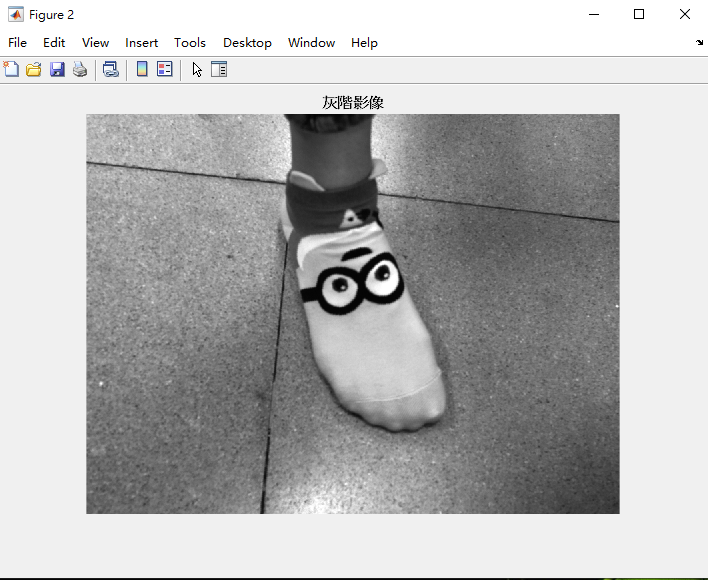 Figure 2
File Edit View Insert Tools Desktop Window Help
灰階影像